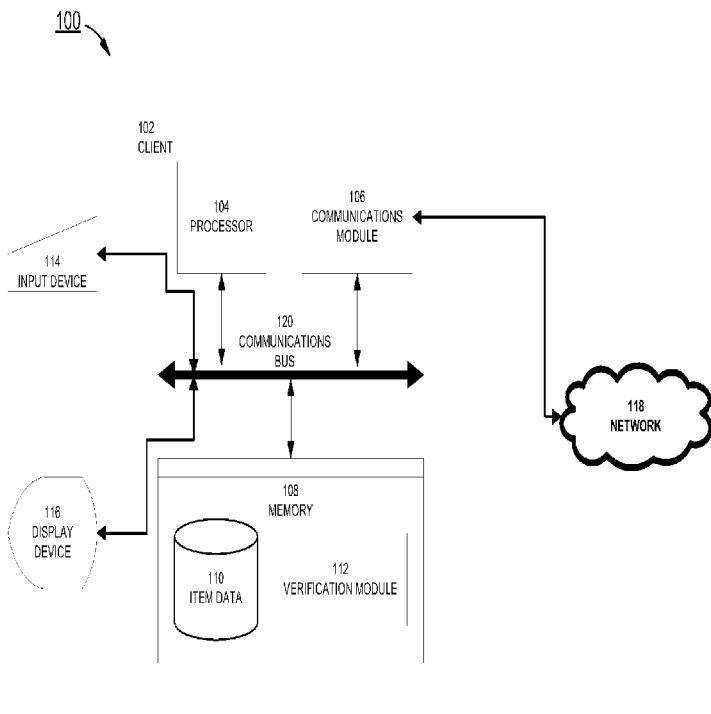 100
102
CLIENT
104
PROCESSOR
106
COMMUNICATIONS
MODULE
114
INPUT DEVICE
120
COMMUNICATIONS
BUS
118
NETWORK
108
MEMORY
116
DISPLAY
DEVICE
110
ITEM DATA
112
VERIFICATION MODULE